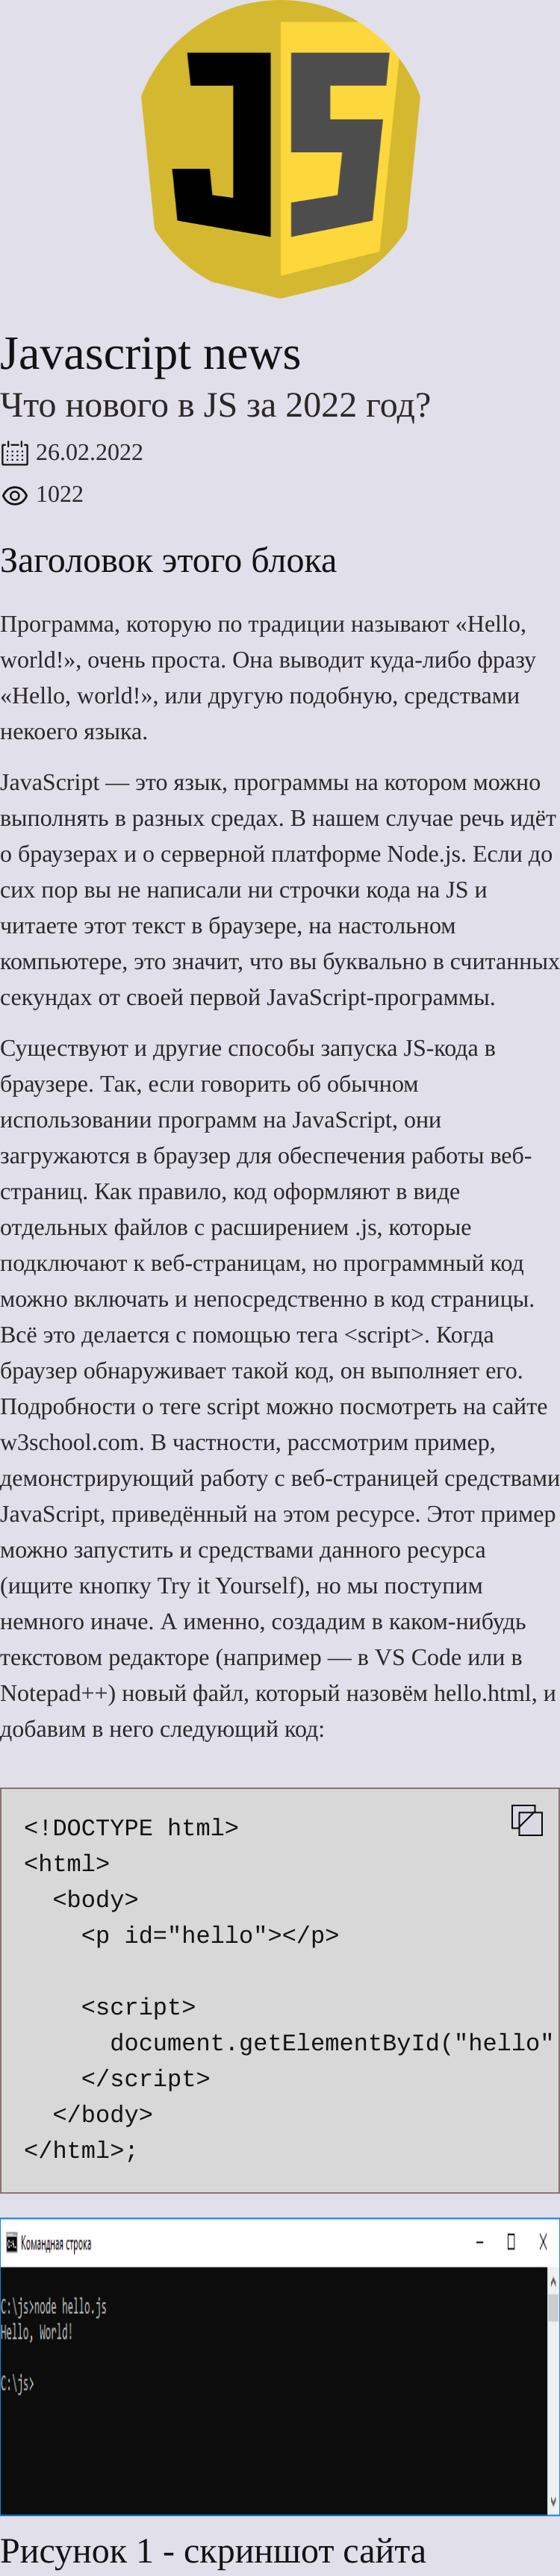 JS
Javascript news
Что нового в JS за 2022 год?
26.02.2022
1022
Заголовок этого блока
Программа, которую по традиции называют «Hello,
world!», очень проста. Она выводит куда-либо фразу
«Hello, world!», или другую подобную, средствами
некоего языка.
JavaScript — это язык, программы на котором можно
выполнять в разных средах. В нашем случае речь идёт
о браузерах и о серверной платформе Node.js. Если до
сих пор вы не написали ни строчки кода на JS и
читаете этот текст в браузере, на настольном
компьютере, это значит, что вы буквально в считанных
секундах от своей первой JavaScript-программы.
Существуют и другие способы запуска JS-кода в
браузере. Так, если говорить об обычном
использовании программ на JavaScript, они
загружаются в браузер для обеспечения работы веб-
страниц. Как правило, код оформляют в виде
отдельных файлов с расширением .js, которые
подключают к веб-страницам, но программный код
можно включать и непосредственно в код страницы.
Всё это делается с помощью тега <script>. Когда
браузер обнаруживает такой код, он выполняет его.
Подробности о теге script можно посмотреть на сайте
w3school.com. В частности, рассмотрим пример,
демонстрирующий работу с веб-страницей средствами
JavaScript, приведённый на этом ресурсе. Этот пример
можно запустить и средствами данного ресурса
(ищите кнопку Try it Yourself), но мы поступим
немного иначе. А именно, создадим в каком-нибудь
текстовом редакторе (например — в VS Code или в
Notepad++) новый файл, который назовём hello.html, и
добавим в него следующий код:
<!DOCTYPE html>
<html>
  <body>
    <p id="hello"></p>
    <script>
      document.getElementById("hello"
    </script>
  </body>
</html>;
Командная строка
C:\js>node hello.js
Hello, World!
C:\js>
Рисунок 1 - скриншот сайта